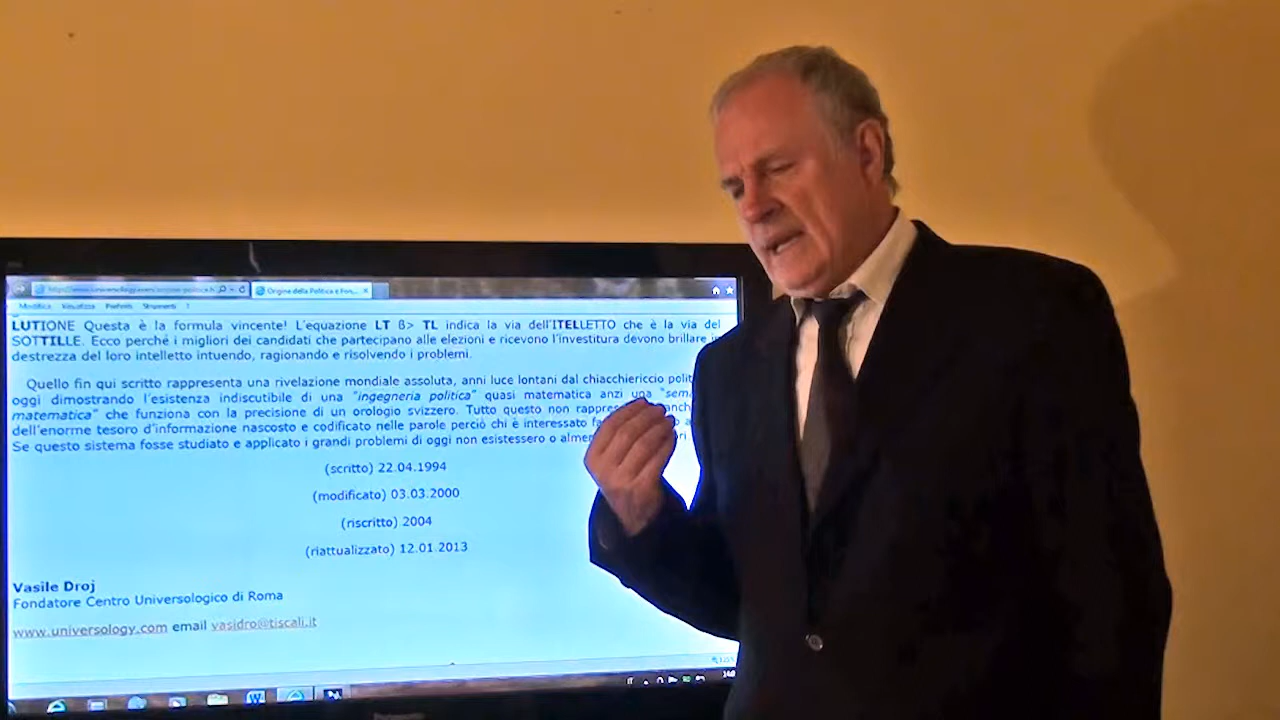 Origine della Politica e Fon...
Modifica Visualizza Preferiti Strumenti ?
LUTIONE Questa è la formula vincente! L'equazione LT ß> TL indica la via dell'ITELLETTO che è la via del
SOTTILLE. Ecco perché i migliori dei candidati che partecipano alle elezioni e ricevono l'investitura devono brillare
destrezza del loro intelletto intuendo, ragionando e risolvendo i problemi.
Quello fin qui scritto rappresenta una rivelazione mondiale assoluta, anni luce lontani dal chiacchiericcio
oggi dimostrando l'esistenza indiscutibile di una "ingegneria politica" quasi matematica anzi una
matematica" che funziona con la precisione di un orologio svizzero. Tutto questo non
dell'enorme tesoro d'informazione nascosto e codificato nelle parole perciò chi è interessato
Se questo sistema fosse studiato e applicato i grandi problemi di oggi non esistessero o
(scritto) 22.04.1994
(modificato) 03.03.2000
(riscritto) 2004
(riattualizzato) 12.01.2013
Vasile Droj
Fondatore Centro Universologico di Roma
www.universology.com email vasidro@tiscali.it
IT